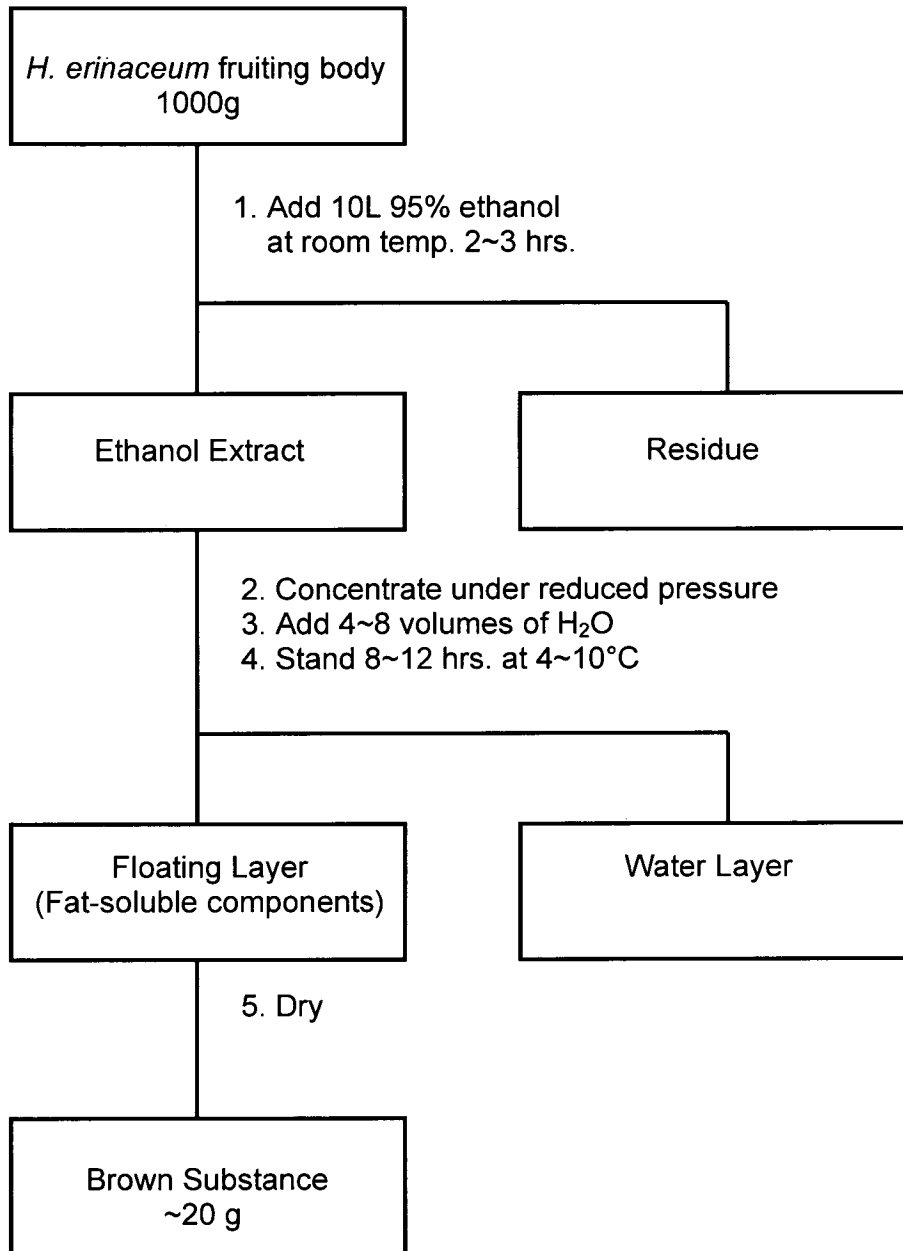 H. erinaceum fruiting body
1000g
1. Add 10L 95% ethanol
at room temp. 2~3 hrs.
Ethanol Extract
Residue
2. Concentrate under reduced pressure
3. Add 4~8 volumes of H₂O
4. Stand 8~12 hrs. at 4~10°C
Floating Layer
(Fat-soluble components)
Water Layer
5. Dry
Brown Substance
~20 g